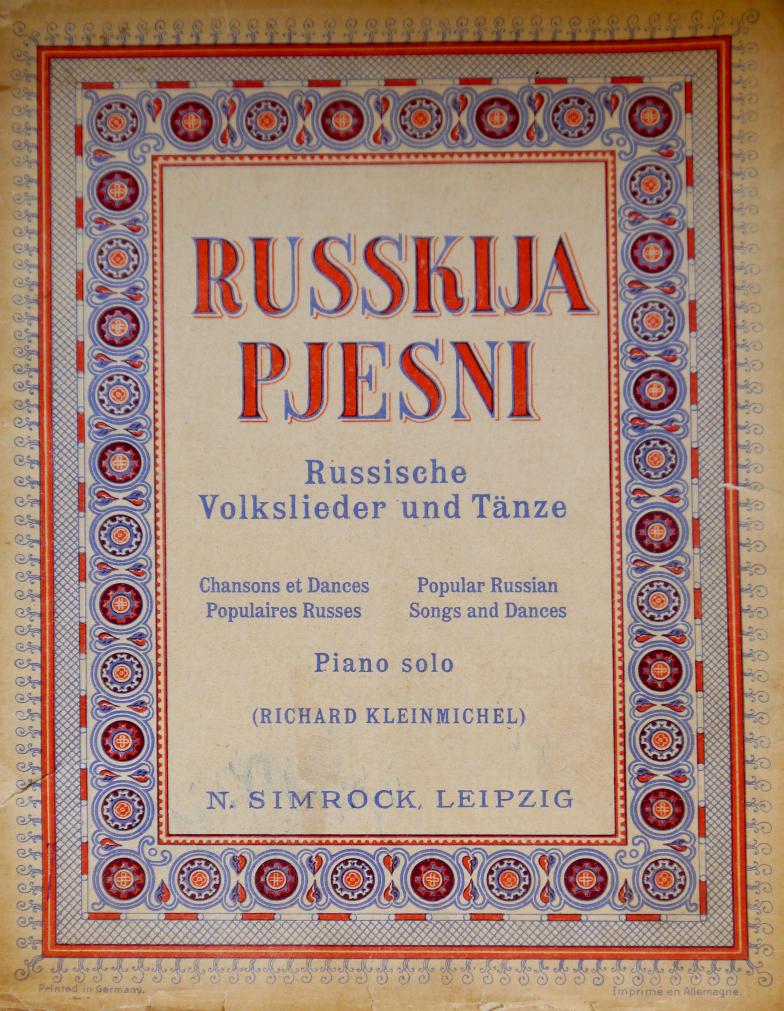 RUSSKIJA
PJESNI
Russische
Volkslieder und Tänze
Chansons et Dances
Populaires Russes
Popular Russian
Songs and Dances
Piano solo
(RICHARD KLEINMICHEL)
N. SIMROCK, LEIPZIG
Printed in Germany.
Imprimé en Allemagne.